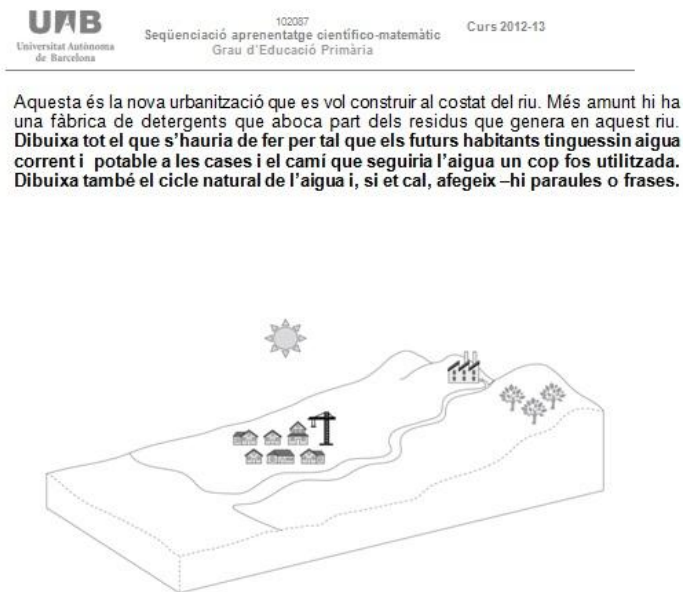 UAB
Universitat Autònoma
de Barcelona
102087
Seqüenciació aprenentatge científico-matemàtic
Grau d'Educació Primària
Curs 2012-13
Aquesta és la nova urbanització que es vol construir al costat del riu. Més amunt hi ha
una fàbrica de detergents que aboca part dels residus que genera en aquest riu.
Dibuixa tot el que s'hauria de fer per tal que els futurs habitants tinguessin aigua
corrent i potable a les cases i el camí que seguiria l'aigua un cop fos utilitzada.
Dibuixa també el cicle natural de l'aigua i, si et cal, afegeix –hi paraules o frases.